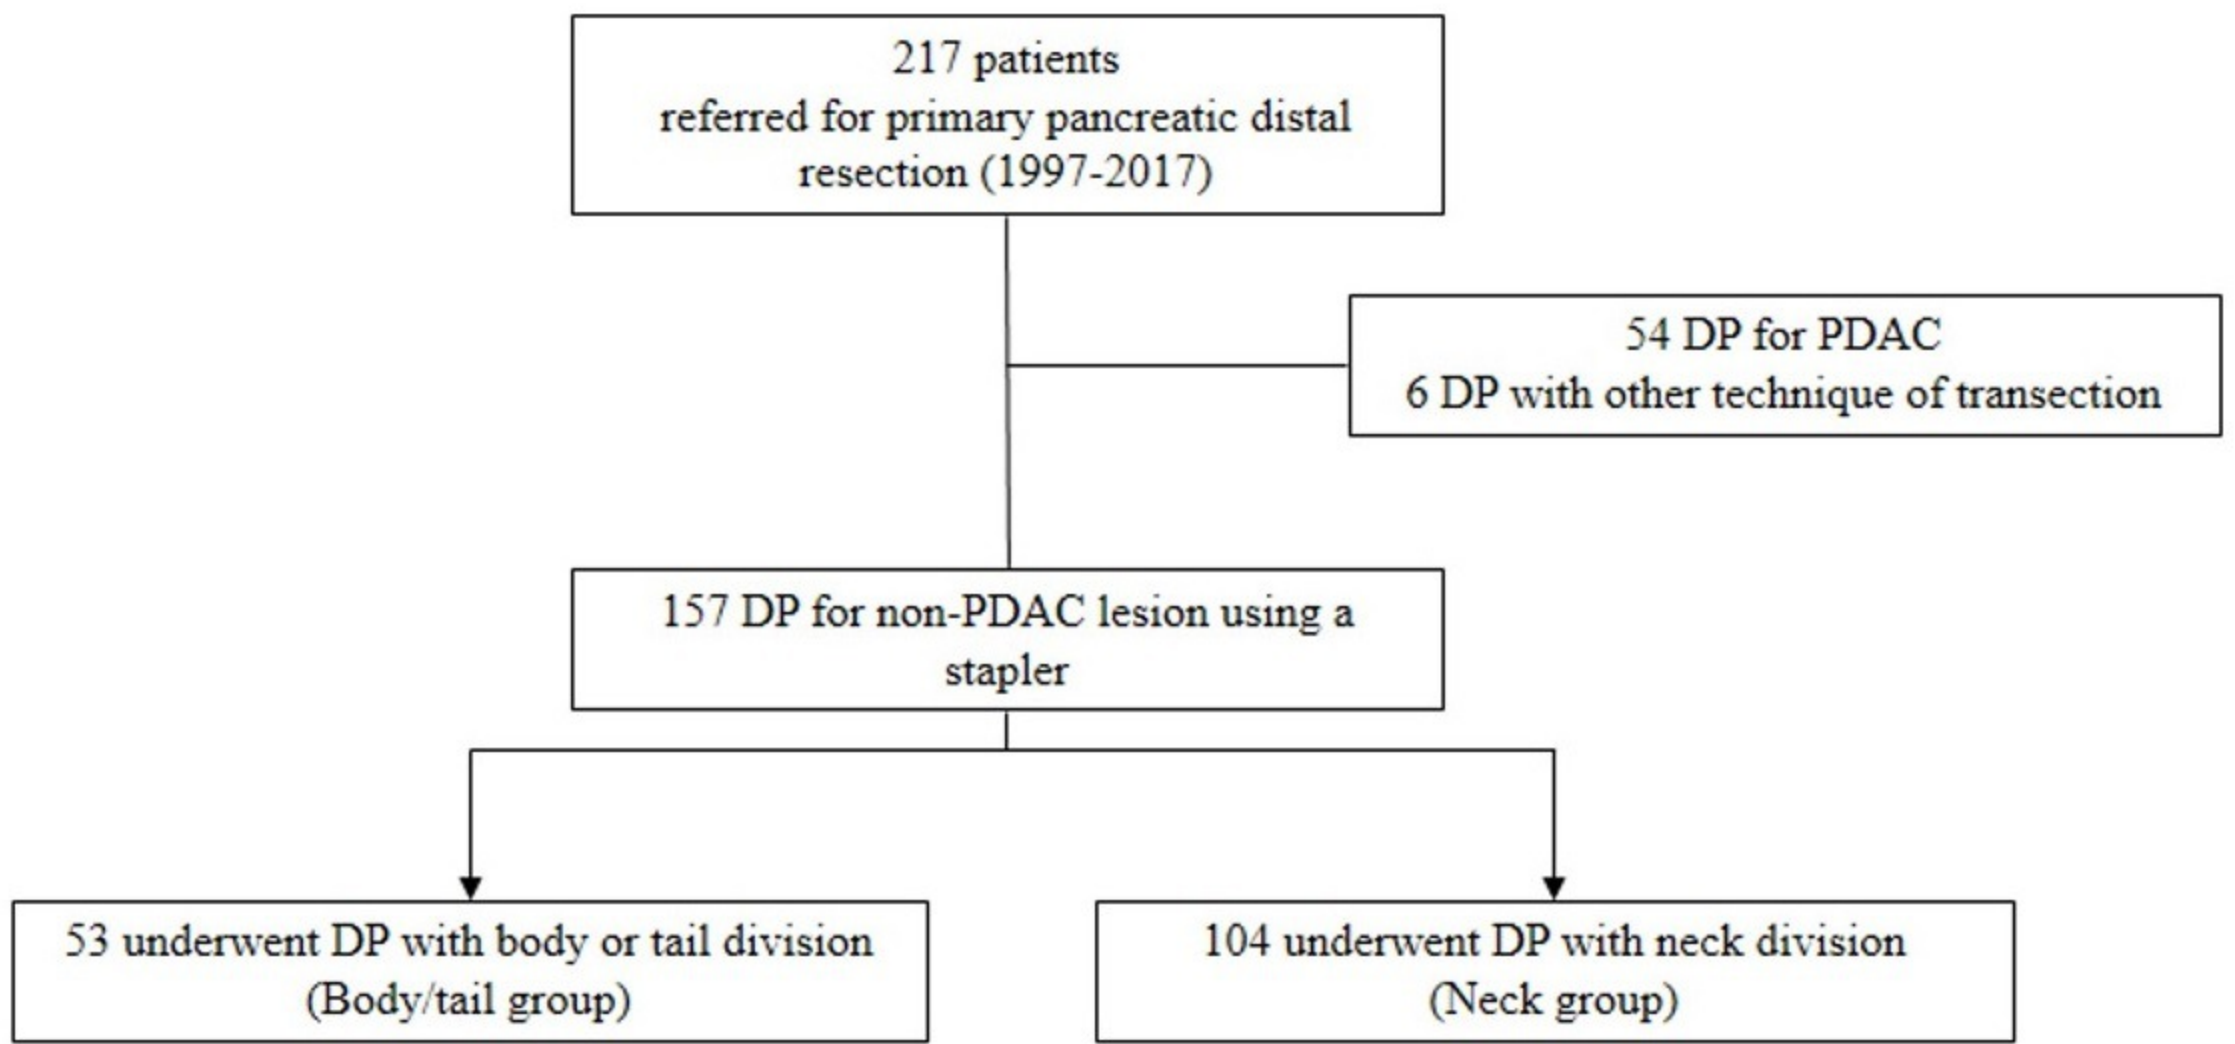 217 patients
referred for primary pancreatic distal
resection (1997-2017)
54 DP for PDAC
6 DP with other technique of transection
157 DP for non-PDAC lesion using a
stapler
53 underwent DP with body or tail division
(Body/tail group)
104 underwent DP with neck division
(Neck group)